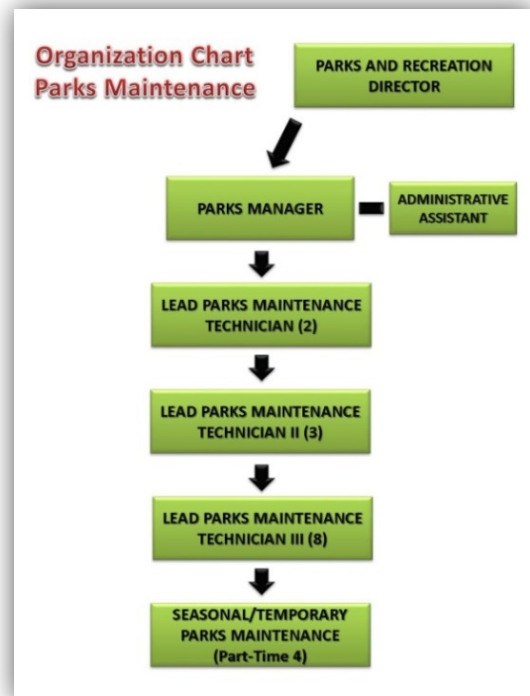 Organization Chart
Parks Maintenance
PARKS AND RECREATION
DIRECTOR
PARKS MANAGER
ADMINISTRATIVE
ASSISTANT
LEAD PARKS MAINTENANCE
TECHNICIAN (2)
LEAD PARKS MAINTENANCE
TECHNICIAN II (3)
LEAD PARKS MAINTENANCE
TECHNICIAN III (8)
SEASONAL/TEMPORARY
PARKS MAINTENANCE
(Part-Time 4)